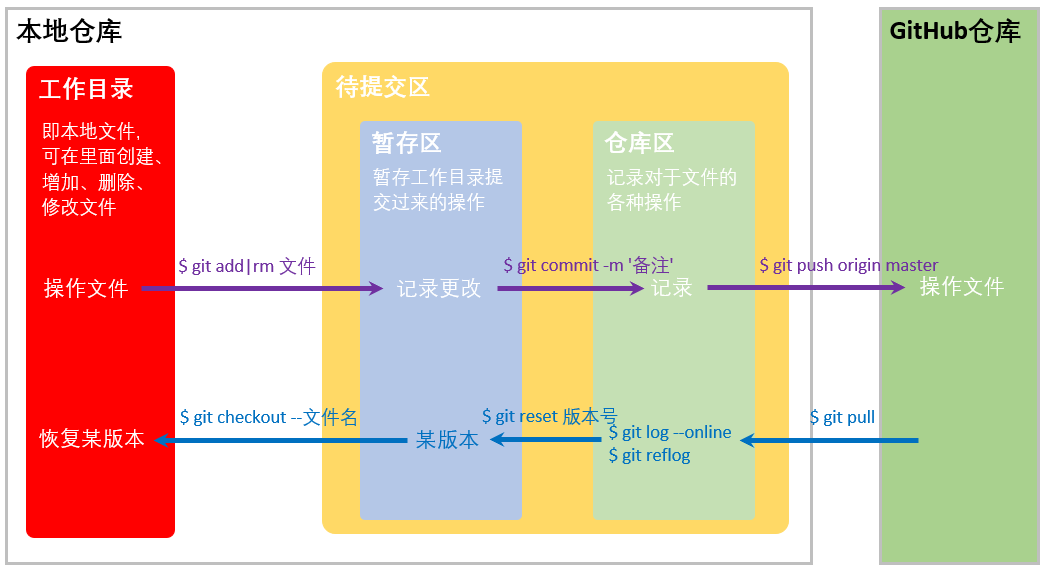 本地仓库
GitHub仓库
工作目录
即本地文件,
可在里面创建、
增加、删除、
修改文件
待提交区
暂存区
暂存工作目录提
交过来的操作
仓库区
记录对于文件的
各种操作
$ git add|rm 文件
$ git commit -m '备注'
$ git push origin master
操作文件
记录更改
记录
操作文件
$ git checkout --文件名
$ git reset 版本号
$ git pull
恢复某版本
某版本
$ git log --online
$ git reflog